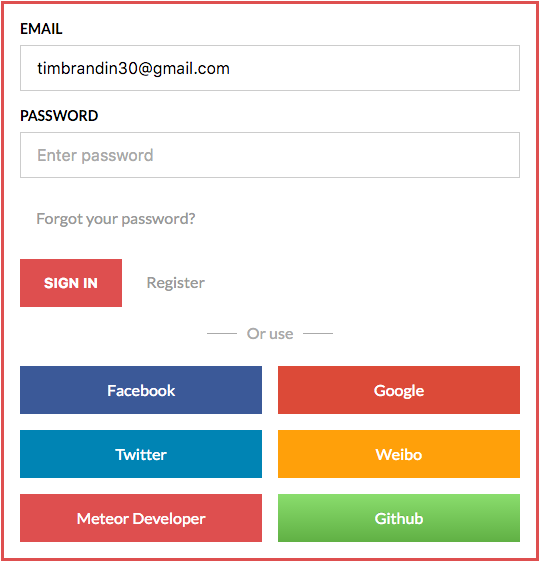 EMAIL
timbrandin30@gmail.com
PASSWORD
Enter password
Forgot your password?
SIGN IN Register
Or use
Facebook Google
Twitter Weibo
Meteor Developer Github